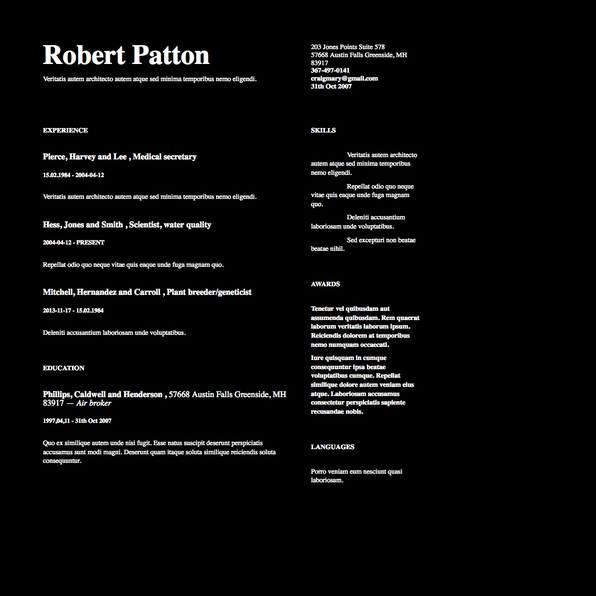 Robert Patton
Veritatis autem architecto autem atque sed minima temporibus nemo eligendi.
203 Jones Points Suite 578
57668 Austin Falls Greenside, MH
83917
367-497-0141
craigmary@gmail.com
31th Oct 2007
EXPERIENCE
Pierce, Harvey and Lee , Medical secretary
15.02.1984 - 2004-04-12
Veritatis autem architecto autem atque sed minima temporibus nemo eligendi.
Hess, Jones and Smith , Scientist, water quality
2004-04-12 - PRESENT
Repellat odio quo neque vitae quis eaque unde fuga magnam quo.
Mitchell, Hernandez and Carroll , Plant breeder/geneticist
2013-11-17 - 15.02.1984
Deleniti accusantium laboriosam unde voluptatibus.
EDUCATION
Phillips, Caldwell and Henderson , 57668 Austin Falls Greenside, MH
83917 — Air broker
1997,04,11 - 31th Oct 2007
Quo ex similique autem unde nisi fugit. Esse natus suscipit deserunt perspiciatis
accusamus sunt modi magni. Deserunt quam itaque soluta similique reiciendis soluta
consequuntur.
SKILLS
Veritatis autem architecto
autem atque sed minima temporibus
nemo eligendi.
Repellat odio quo neque
vitae quis eaque unde fuga magnam
quo.
Deleniti accusantium
laboriosam unde voluptatibus.
Sed excepturi non beatae
beatae nihil.
AWARDS
Tenetur vel quibusdam aut
assumenda quibusdam. Rem quaerat
laborum veritatis laborum ipsum.
Reiciendis dolorem at temporibus
nemo numquam occaecati.
Iure quisquam in cumque
consequuntur ipsa beatae
voluptatibus cumque. Repellat
similique dolore autem veniam eius
atque. Laboriosam accusamus
consectetur perspiciatis sapiente
recusandae nobis.
LANGUAGES
Porro veniam eum nesciunt quasi
laboriosam.